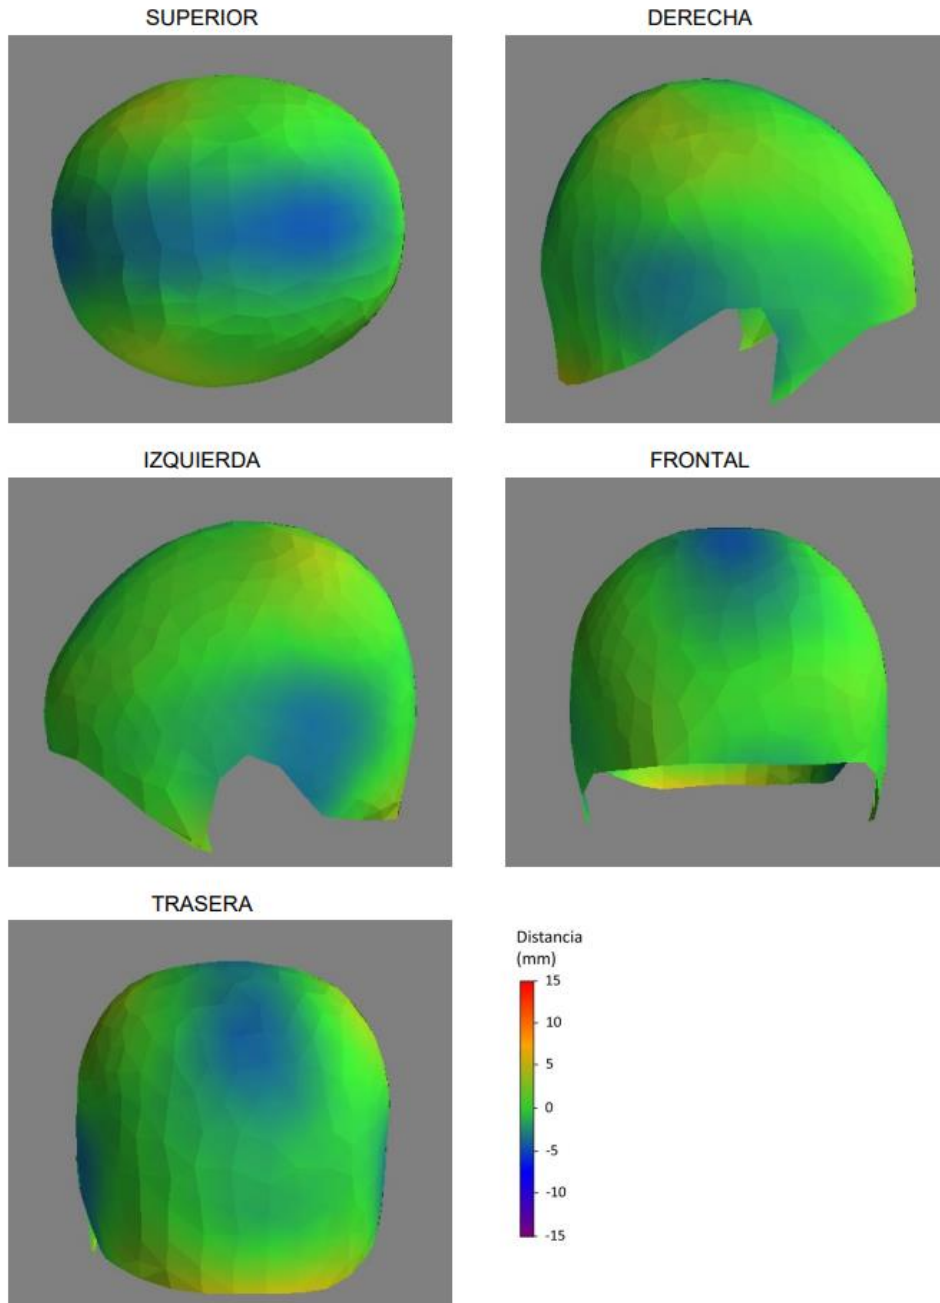 SUPERIOR
DERECHA
IZQUIERDA
FRONTAL
TRASERA
Distancia
(mm)
15
10
5
0
-5
-10
-15